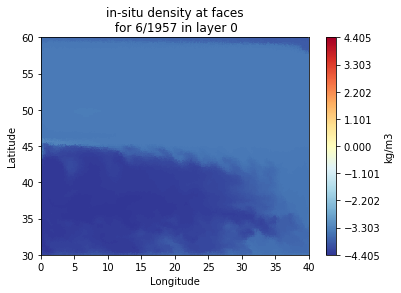 in-situ density at faces
for 6/1957 in layer 0
60
55
50
45
40
35
30
Latitude
0 5 10 15 20 25 30 35 40
Longitude
4.405
3.303
2.202
1.101
0.000
−1.101
−2.202
−3.303
−4.405
kg/m3